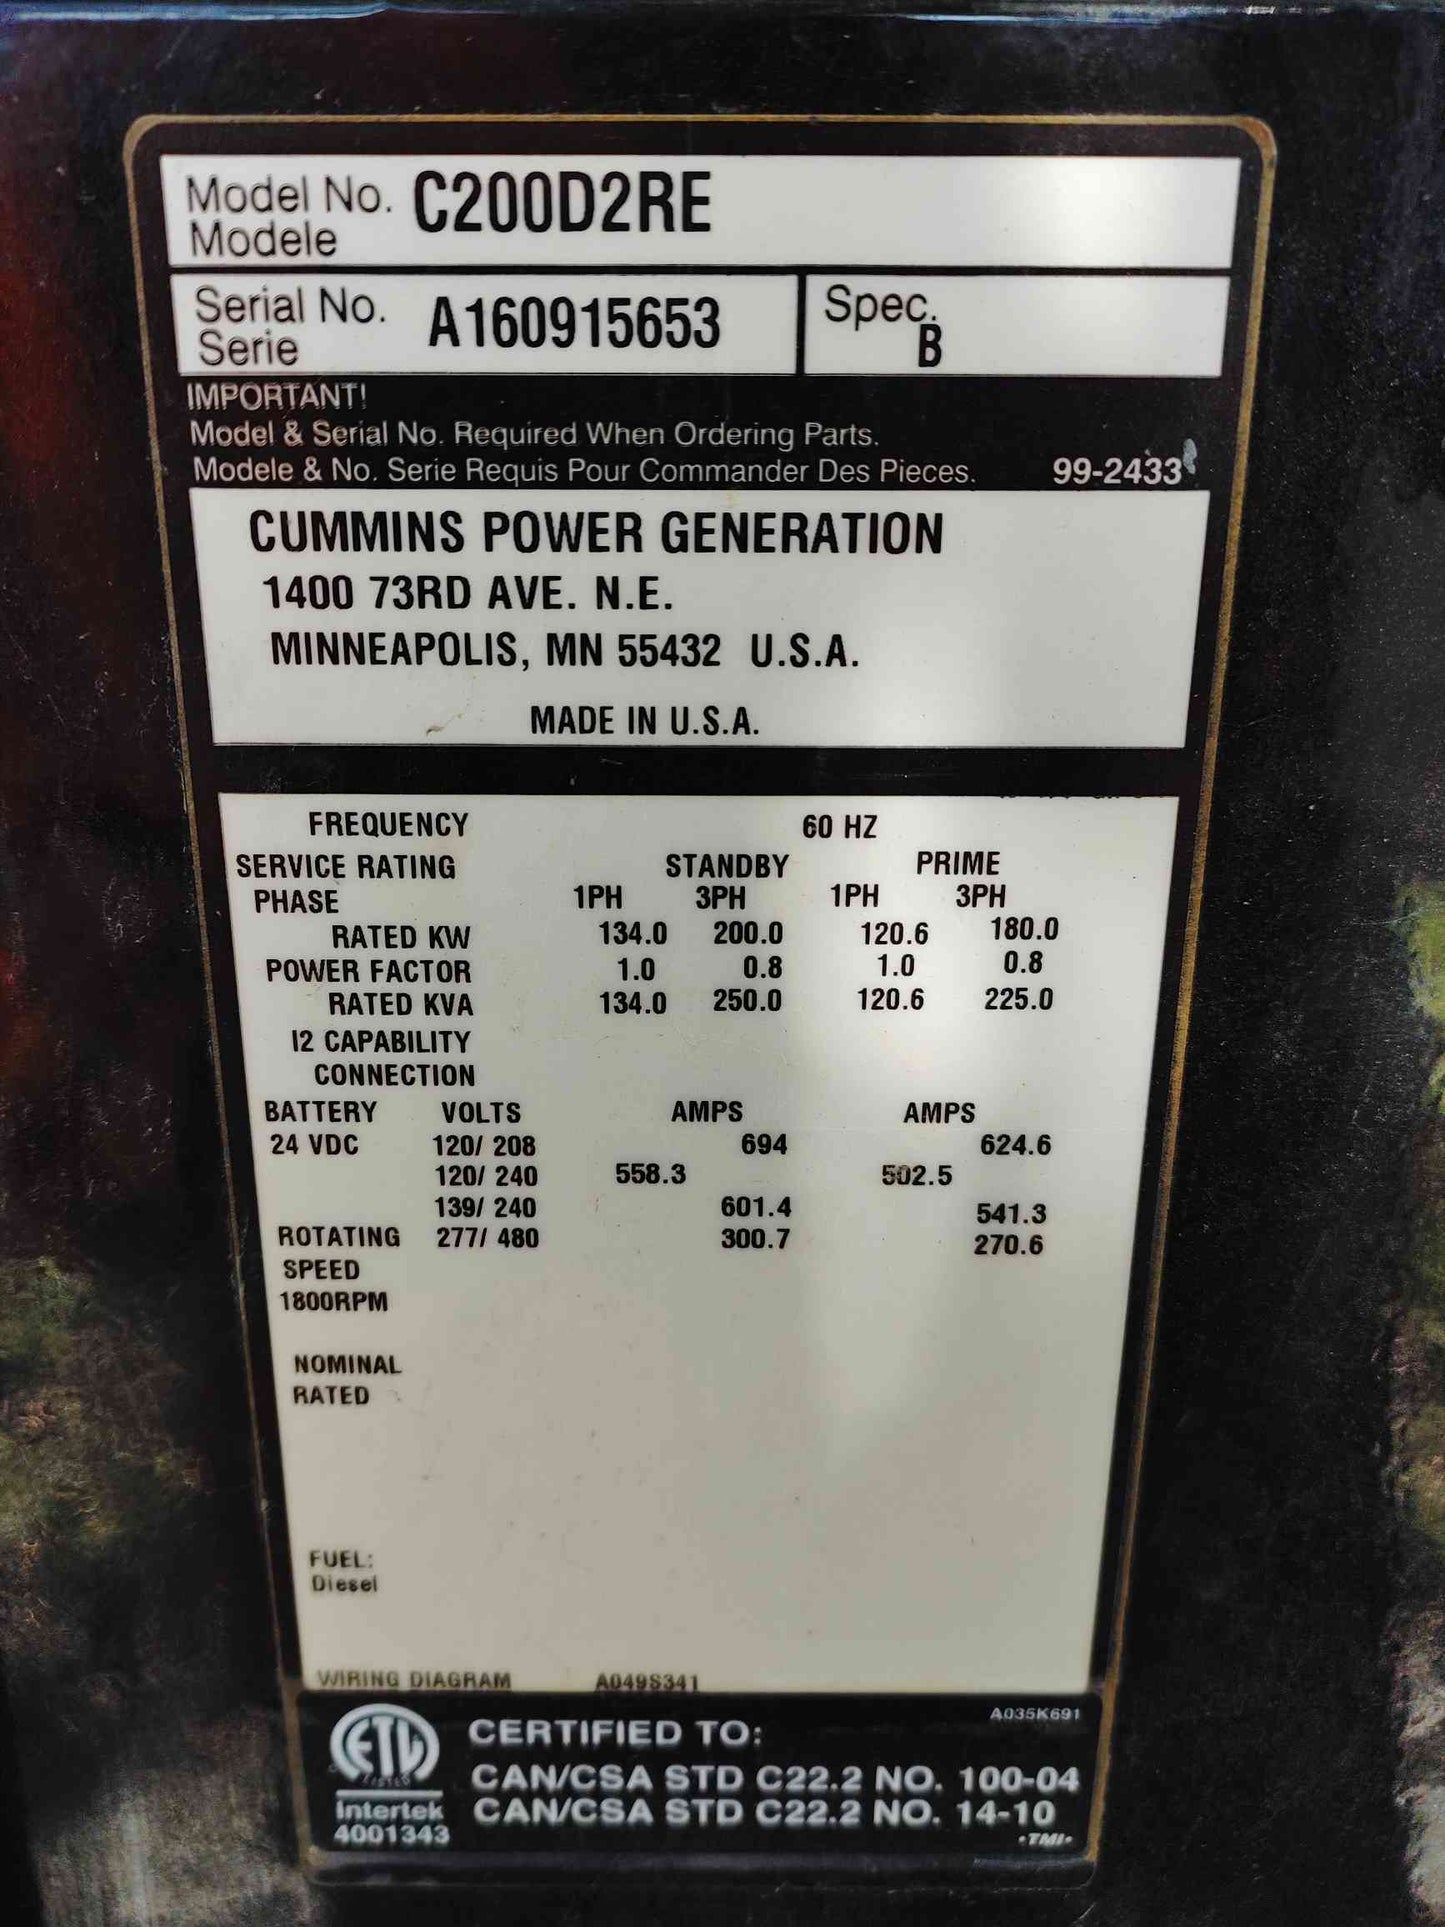 Model No. C200D2RE
Modele
Serial No. A160915653 Spec.
Serie B
IMPORTANT!
Model & Serial No. Required When Ordering Parts.
Modele & No. Serie Requis Pour Commander Des Pieces. 99-2433
CUMMINS POWER GENERATION
1400 73RD AVE. N.E.
MINNEAPOLIS, MN 55432 U.S.A.
MADE IN U.S.A.
FREQUENCY 60 HZ
SERVICE RATING STANDBY PRIME
PHASE 1PH 3PH 1PH 3PH
RATED KW 134.0 200.0 120.6 180.0
POWER FACTOR 1.0 0.8 1.0 0.8
RATED KVA 134.0 250.0 120.6 225.0
I2 CAPABILITY
CONNECTION
BATTERY VOLTS AMPS AMPS
24 VDC 120/ 208 694 624.6
120/ 240 558.3 502.5
139/ 240 601.4 541.3
ROTATING 277/ 480 300.7 270.6
SPEED
1800RPM
NOMINAL
RATED
FUEL:
Diesel
WIRING DIAGRAM A049S341
A035K691
ETL CERTIFIED TO:
LISTED CAN/CSA STD C22.2 NO. 100-04
Intertek CAN/CSA STD C22.2 NO. 14-10
4001343 •TMI•